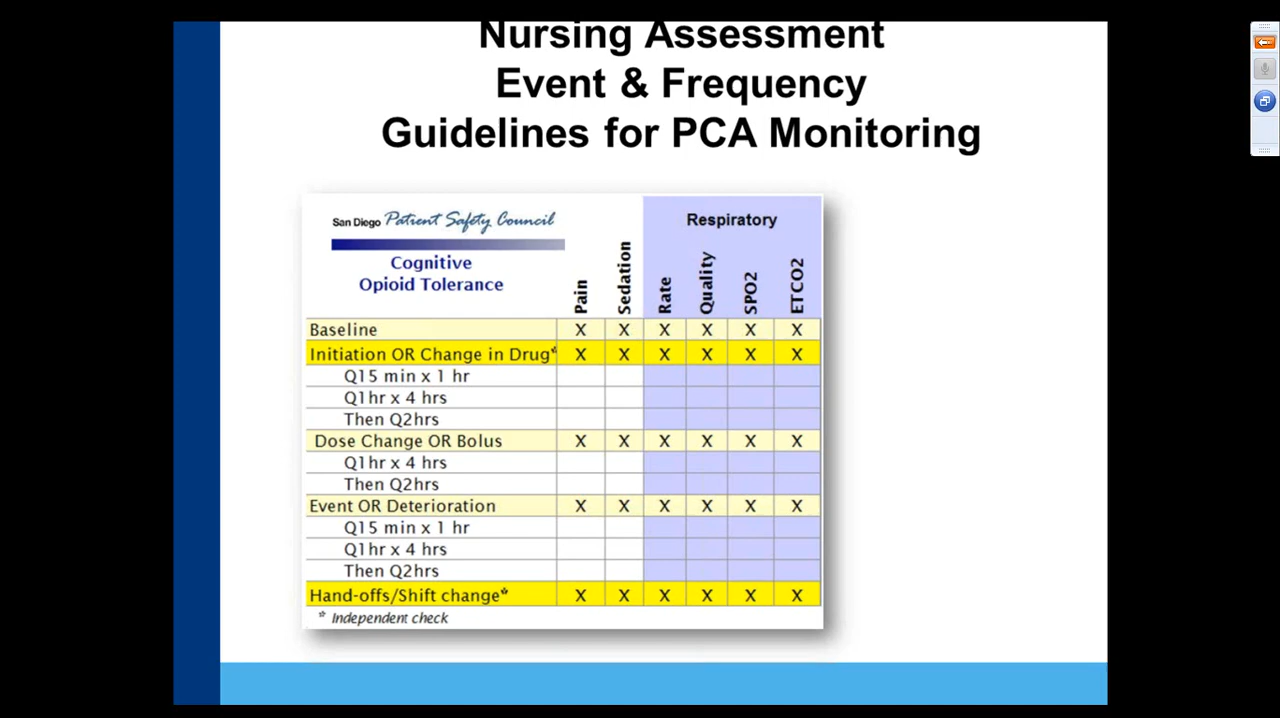 Nursing Assessment
Event & Frequency
Guidelines for PCA Monitoring
San Diego Patient Safety Council
Respiratory
Cognitive
Opioid Tolerance
Pain Sedation Rate Quality SPO2 ETCO2
Baseline X X X X X X
Initiation OR Change in Drug* X X X X X X
Q15 min x 1 hr
Q1hr x 4 hrs
Then Q2hrs
Dose Change OR Bolus X X X X X X
Q1hr x 4 hrs
Then Q2hrs
Event OR Deterioration X X X X X X
Q15 min x 1 hr
Q1hr x 4 hrs
Then Q2hrs
Hand-offs/Shift change* X X X X X X
* Independent check